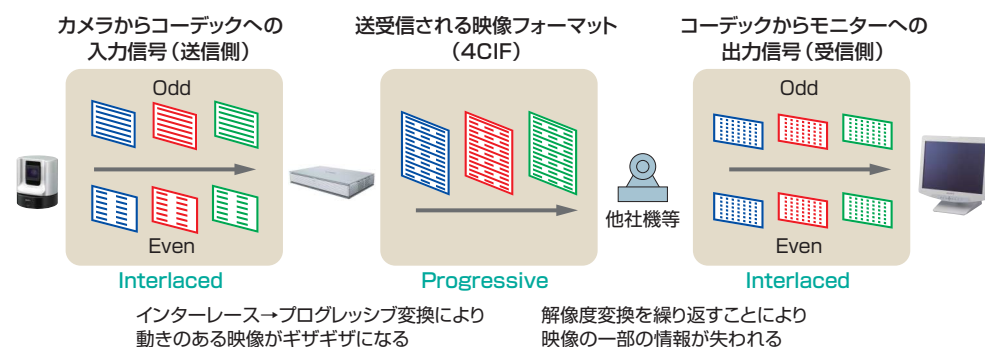 カメラからコーデックへの
入力信号（送信側）
送受信される映像フォーマット
（4CIF）
コーデックからモニターへの
出力信号（受信側）
Odd
Even
Interlaced
Progressive
他社機等
Odd
Even
Interlaced
インターレース→プログレッシブ変換により
動きのある映像がギザギザになる
解像度変換を繰り返すことにより
映像の一部の情報が失われる